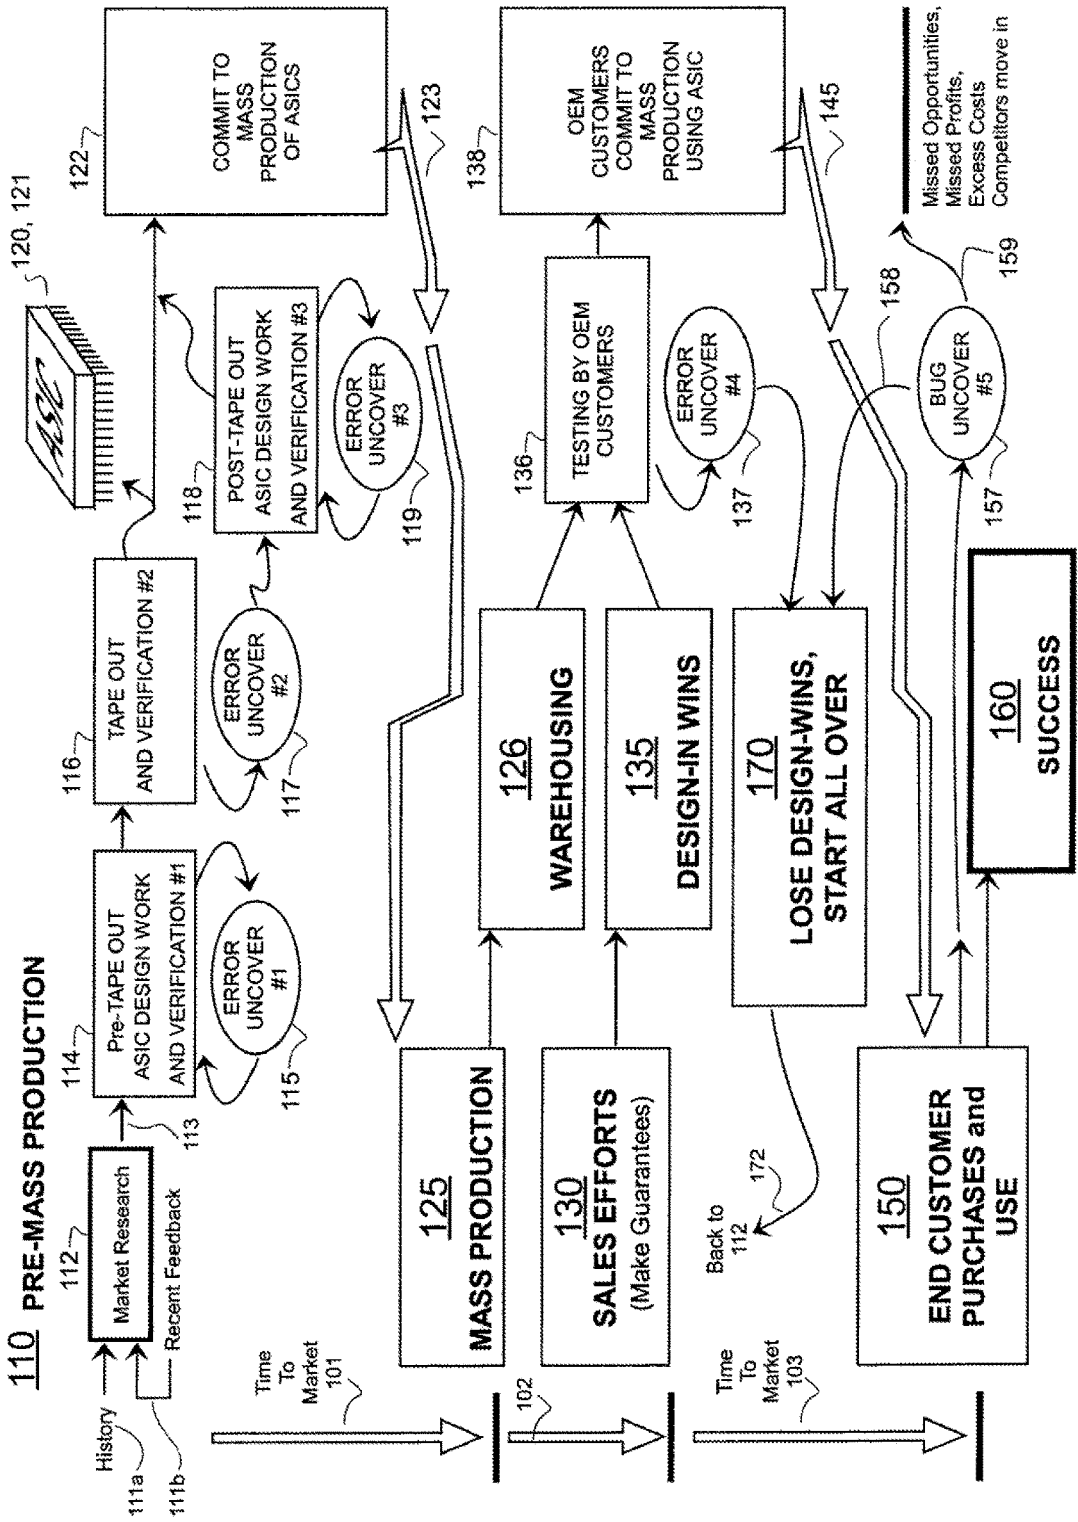 110 PRE-MASS PRODUCTION
History
111a
111b
Recent Feedback
112
Market Research
113
114
Pre-TAPE OUT
ASIC DESIGN WORK
AND VERIFICATION #1
ERROR
UNCOVER
#1
115
116
TAPE OUT
AND VERIFICATION #2
ERROR
UNCOVER
#2
117
ASIC
120, 121
118
POST-TAPE OUT
ASIC DESIGN WORK
AND VERIFICATION #3
ERROR
UNCOVER
#3
119
122
COMMIT TO
MASS
PRODUCTION
OF ASICS
123
Time
To
Market
101
125
MASS PRODUCTION
126
WAREHOUSING
102
130
SALES EFFORTS
(Make Guarantees)
135
DESIGN-IN WINS
136
TESTING BY OEM
CUSTOMERS
ERROR
UNCOVER
#4
137
138
OEM
CUSTOMERS
COMMIT TO
MASS
PRODUCTION
USING ASIC
145
Time
To
Market
103
Back to
112
172
170
LOSE DESIGN-WINS,
START ALL OVER
150
END CUSTOMER
PURCHASES and
USE
157
BUG
UNCOVER
#5
158
159
Missed Opportunities,
Missed Profits,
Excess Costs
Competitors move in
160
SUCCESS